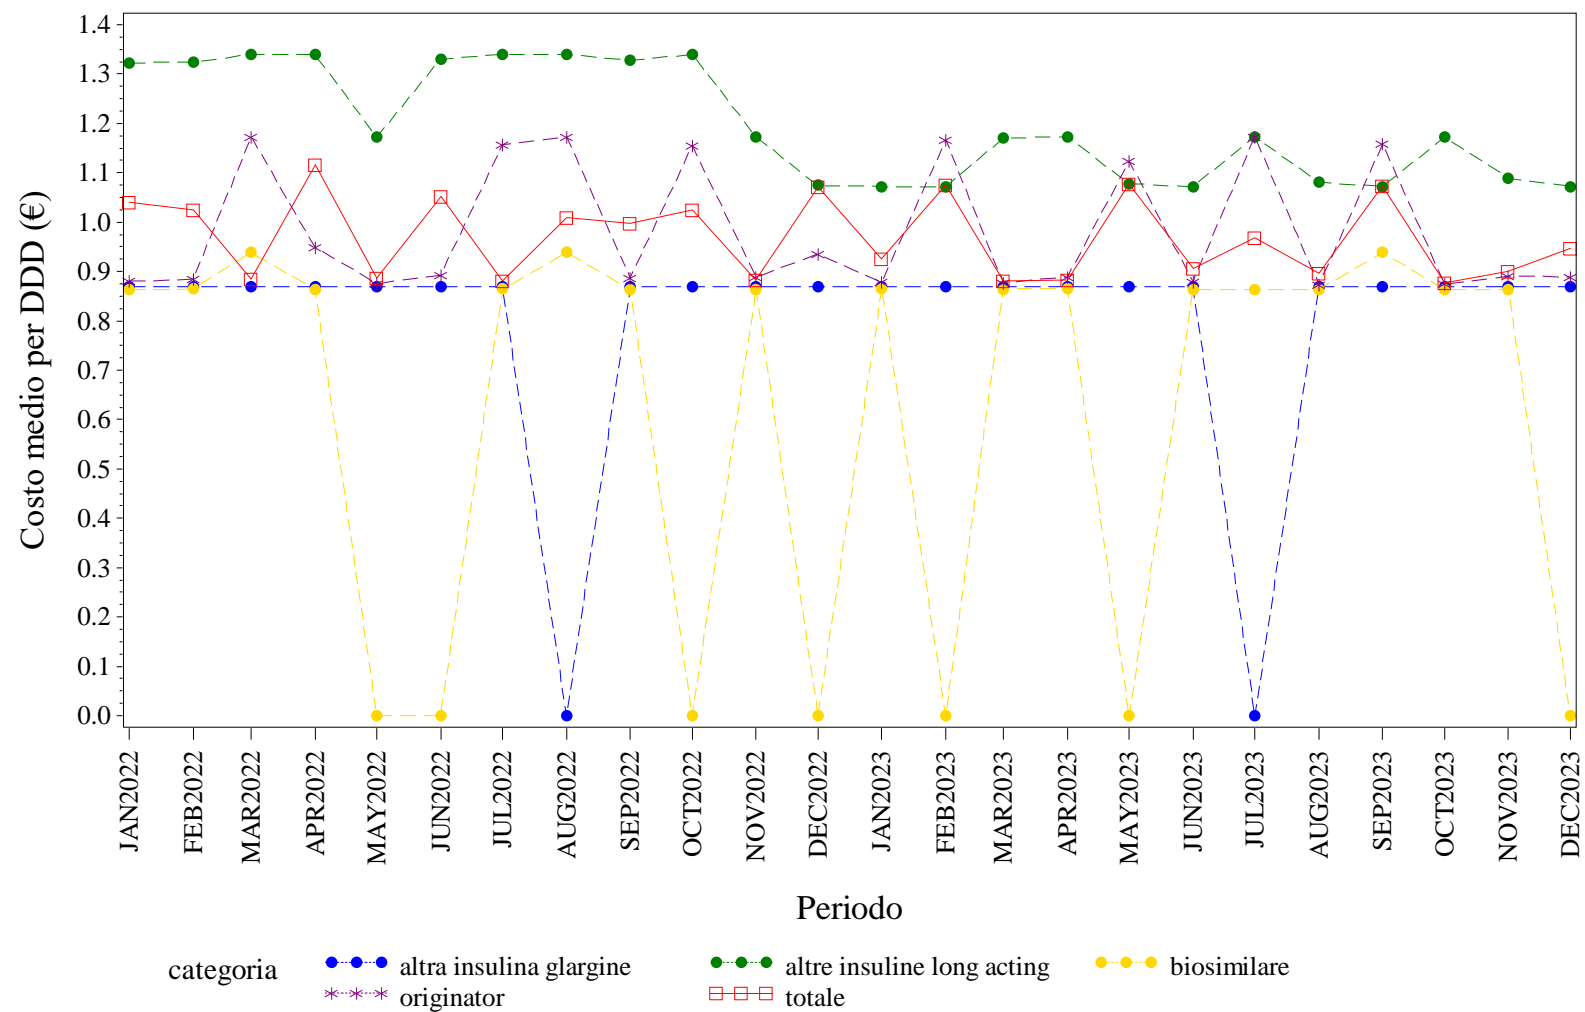 Costo medio per DDD (€)
1.4
1.3
1.2
1.1
1.0
0.9
0.8
0.7
0.6
0.5
0.4
0.3
0.2
0.1
0.0
JAN2022
FEB2022
MAR2022
APR2022
MAY2022
JUN2022
JUL2022
AUG2022
SEP2022
OCT2022
NOV2022
DEC2022
JAN2023
FEB2023
MAR2023
APR2023
MAY2023
JUN2023
JUL2023
AUG2023
SEP2023
OCT2023
NOV2023
DEC2023
Periodo
categoria
altra insulina glargine
altre insuline long acting
biosimilare
originator
totale